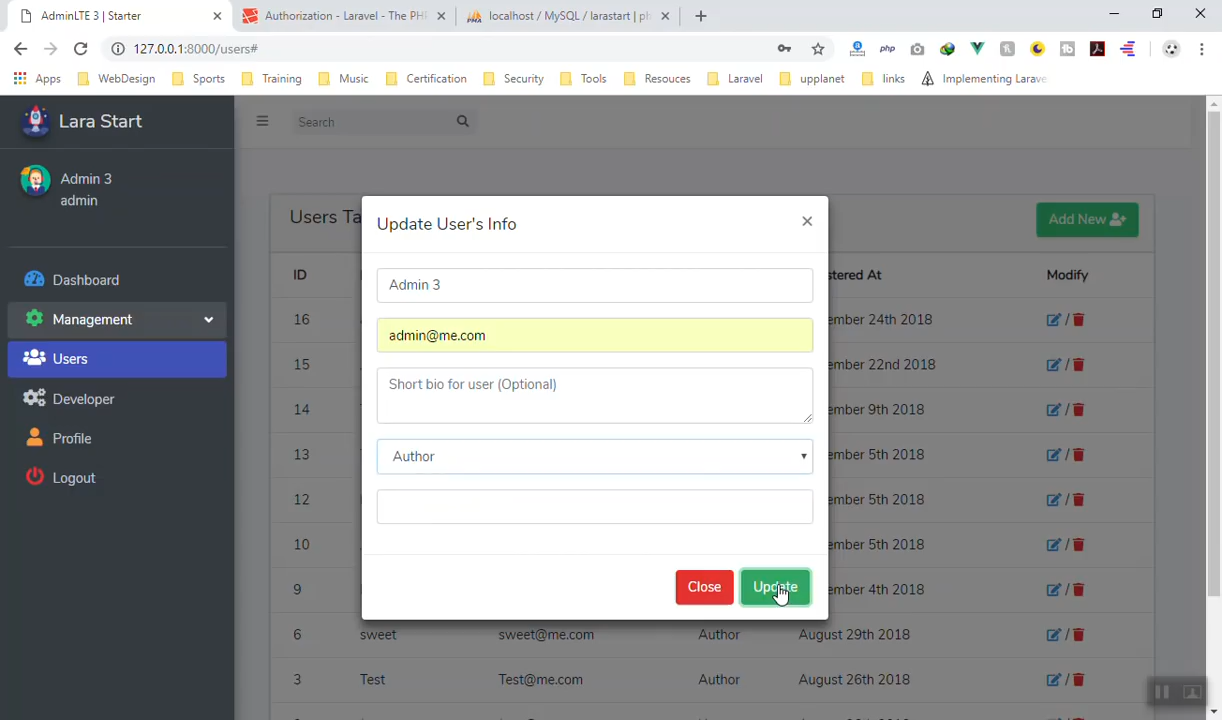 AdminLTE 3 | Starter
Authorization - Laravel - The PH
localhost / MySQL / larastart | ph
127.0.0.1:8000/users#
php
Apps WebDesign Sports Training Music Certification Security Tools Resouces Laravel upplanet links Implementing Larave
Lara Start
Search
Admin 3
admin
Users Ta
Add New
Update User's Info
×
Dashboard
Management
Users
Developer
Profile
Logout
ID stered At Modify
16 ember 24th 2018 /
15 ember 22nd 2018 /
14 ember 9th 2018 /
13 ember 5th 2018 /
12 ember 5th 2018 /
10 ember 5th 2018 /
9 ember 4th 2018 /
6 sweet sweet@me.com Author August 29th 2018 /
3 Test Test@me.com Author August 26th 2018 /
Admin 3
admin@me.com
Short bio for user (Optional)
Author
Close Update